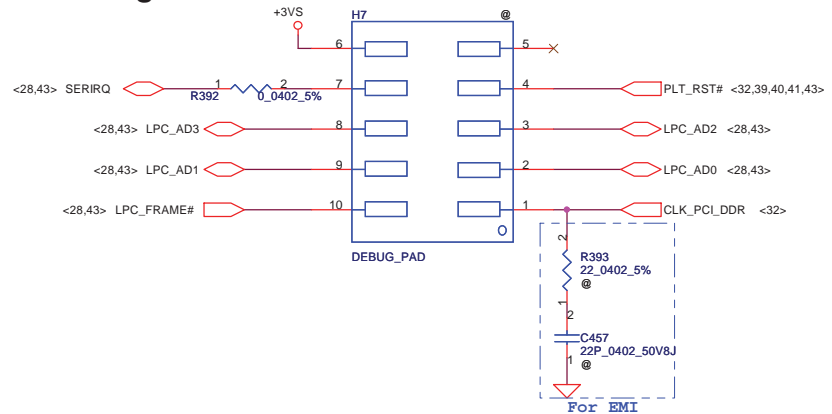 +3VS
H7
@
6
5
<28,43> SERIRQ
1
2
7
4
PLT_RST# <32,39,40,41,43>
R392
0_0402_5%
<28,43> LPC_AD3
8
3
LPC_AD2 <28,43>
<28,43> LPC_AD1
9
2
LPC_AD0 <28,43>
<28,43> LPC_FRAME#
10
1
CLK_PCI_DDR <32>
O
DEBUG_PAD
2
R393
22_0402_5%
@
1
2
C457
22P_0402_50V8J
1
@
For EMI